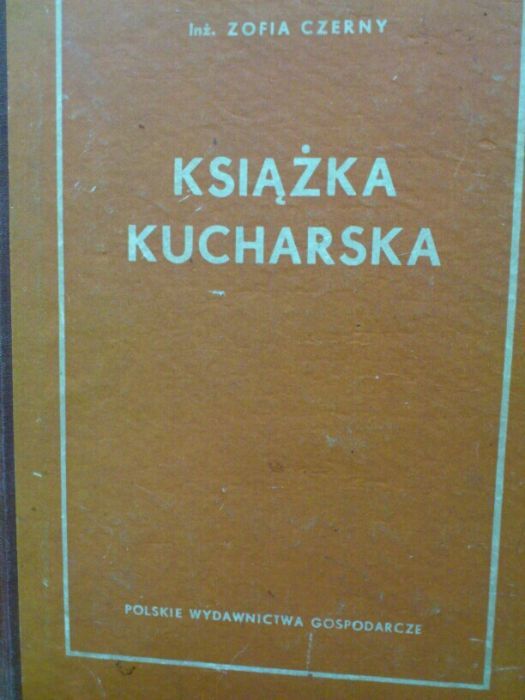 Inż. ZOFIA CZERNY
KSIĄŻKA
KUCHARSKA
POLSKIE WYDAWNICTWA GOSPODARCZE